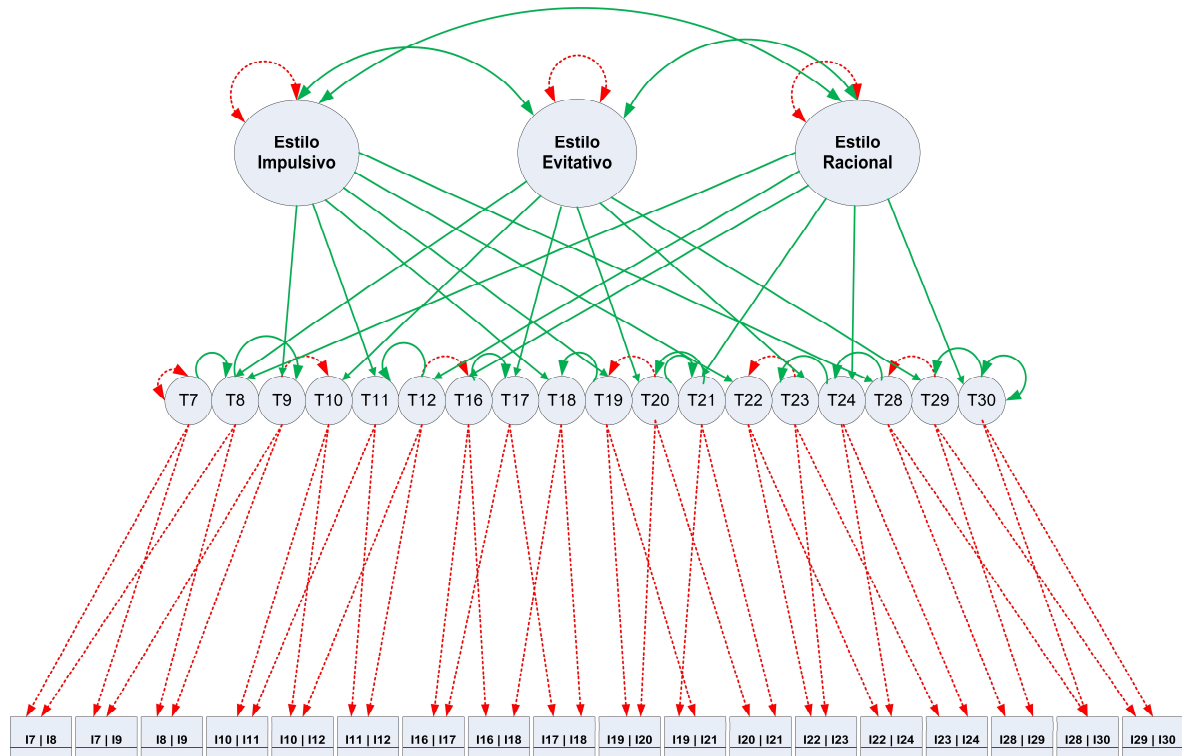 Estilo
Impulsivo
Estilo
Evitativo
Estilo
Racional
T7 T8 T9 T10 T11 T12 T16 T17 T18 T19 T20 T21 T22 T23 T24 T28 T29 T30
I7 | I8 I7 | I9 I8 | I9 I10 | I11 I10 | I12 I11 | I12 I16 | I17 I16 | I18 I17 | I18 I19 | I20 I19 | I21 I20 | I21 I22 | I23 I22 | I24 I23 | I24 I28 | I29 I28 | I30 I29 | I30